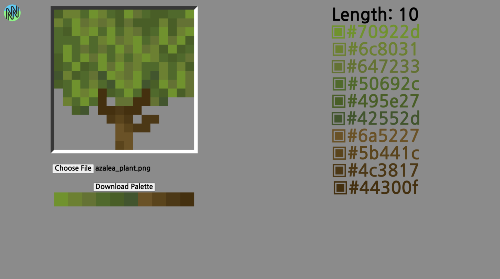 Length: 10
▣#70922d
▣#6c8031
▣#647233
▣#50692c
▣#495e27
▣#42552d
▣#6a5227
▣#5b441c
▣#4c3817
▣#44300f
Choose File azalea_plant.png
Download Palette